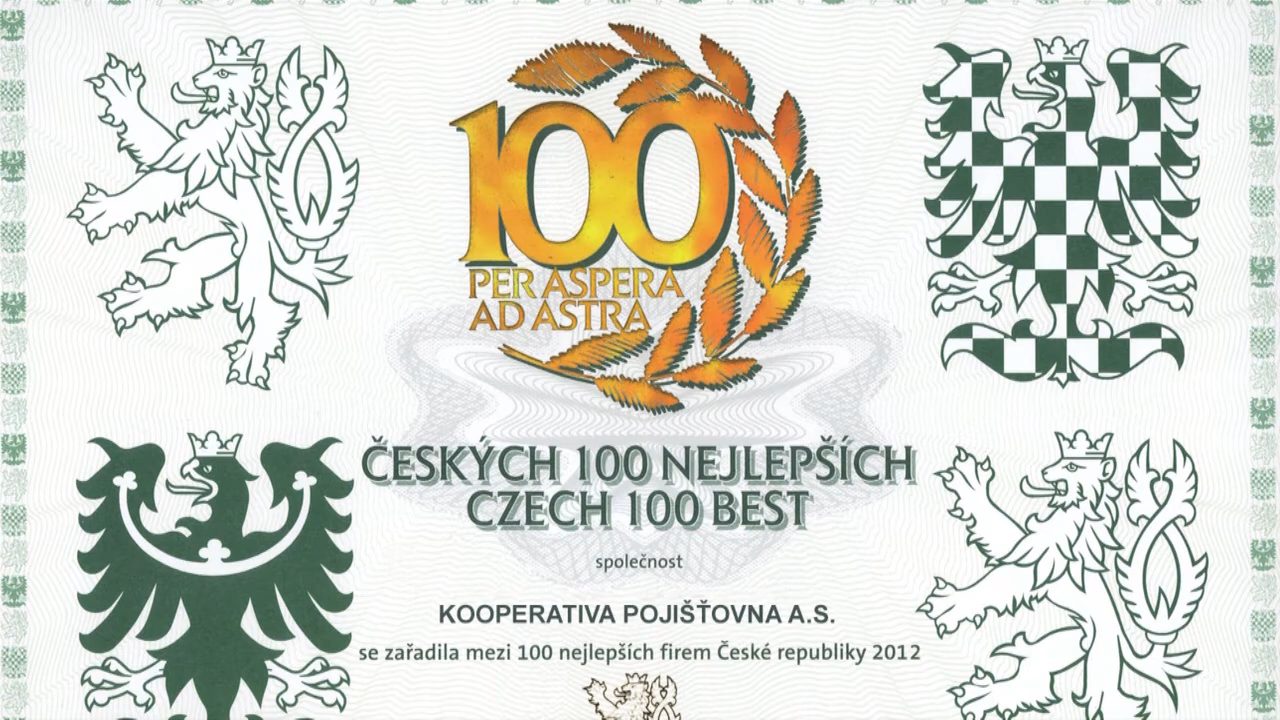 100
PER ASPERA
AD ASTRA
ČESKÝCH 100 NEJLEPŠÍCH
CZECH 100 BEST
společnost
KOOPERATIVA POJIŠŤOVNA A.S.
se zařadila mezi 100 nejlepších firem České republiky 2012